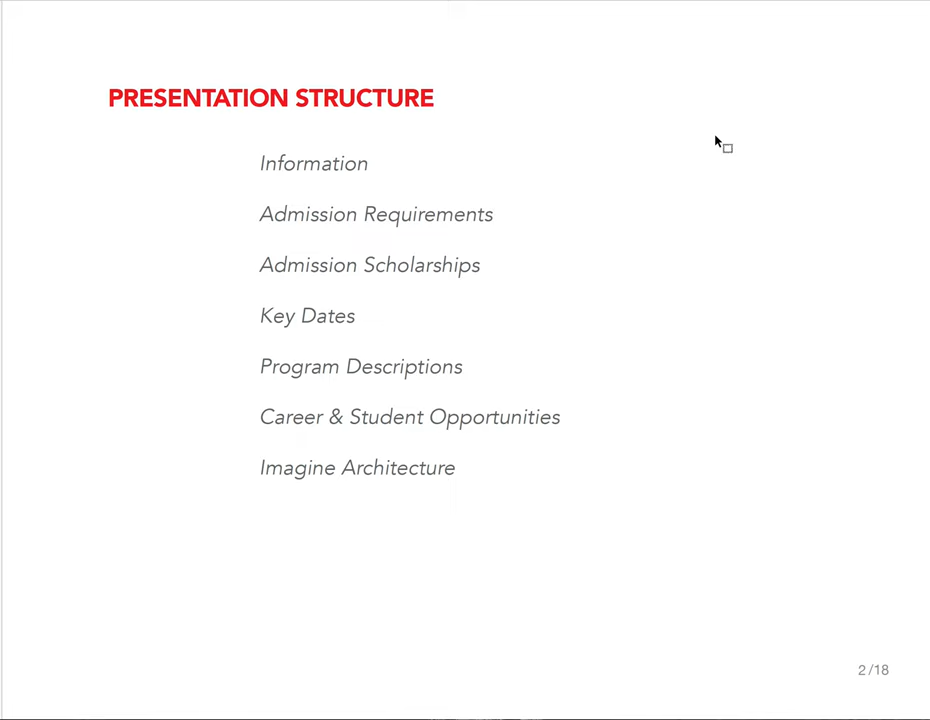 PRESENTATION STRUCTURE
Information
Admission Requirements
Admission Scholarships
Key Dates
Program Descriptions
Career & Student Opportunities
Imagine Architecture
2/18